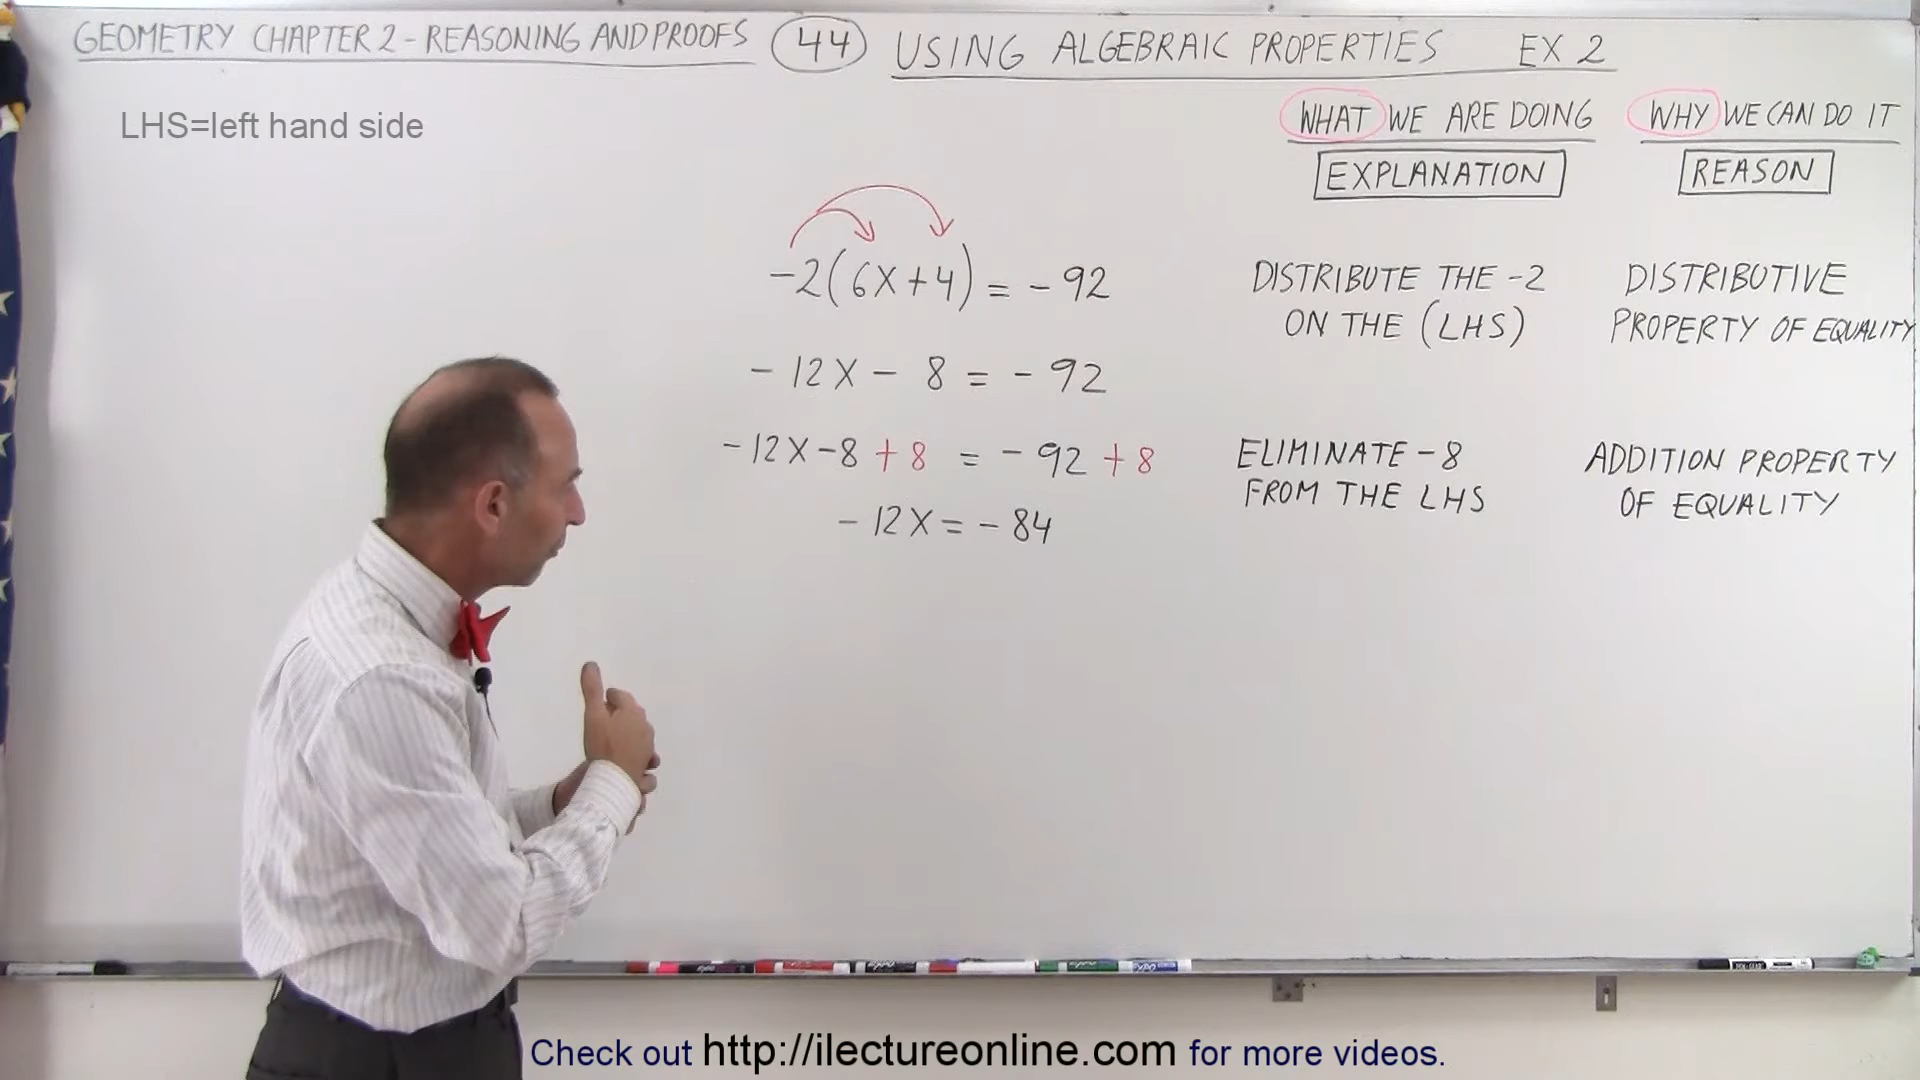 GEOMETRY CHAPTER 2 - REASONING AND PROOFS 44 USING ALGEBRAIC PROPERTIES EX 2
LHS=left hand side
WHAT WE ARE DOING WHY WE CAN DO IT
EXPLANATION REASON
-2(6X+4) = -92 DISTRIBUTE THE -2 DISTRIBUTIVE
ON THE (LHS) PROPERTY OF EQUALITY
-12X - 8 = -92
-12X-8 +8 = -92 +8 ELIMINATE -8 ADDITION PROPERTY
FROM THE LHS OF EQUALITY
-12X = -84
Check out http://ilectureonline.com for more videos.